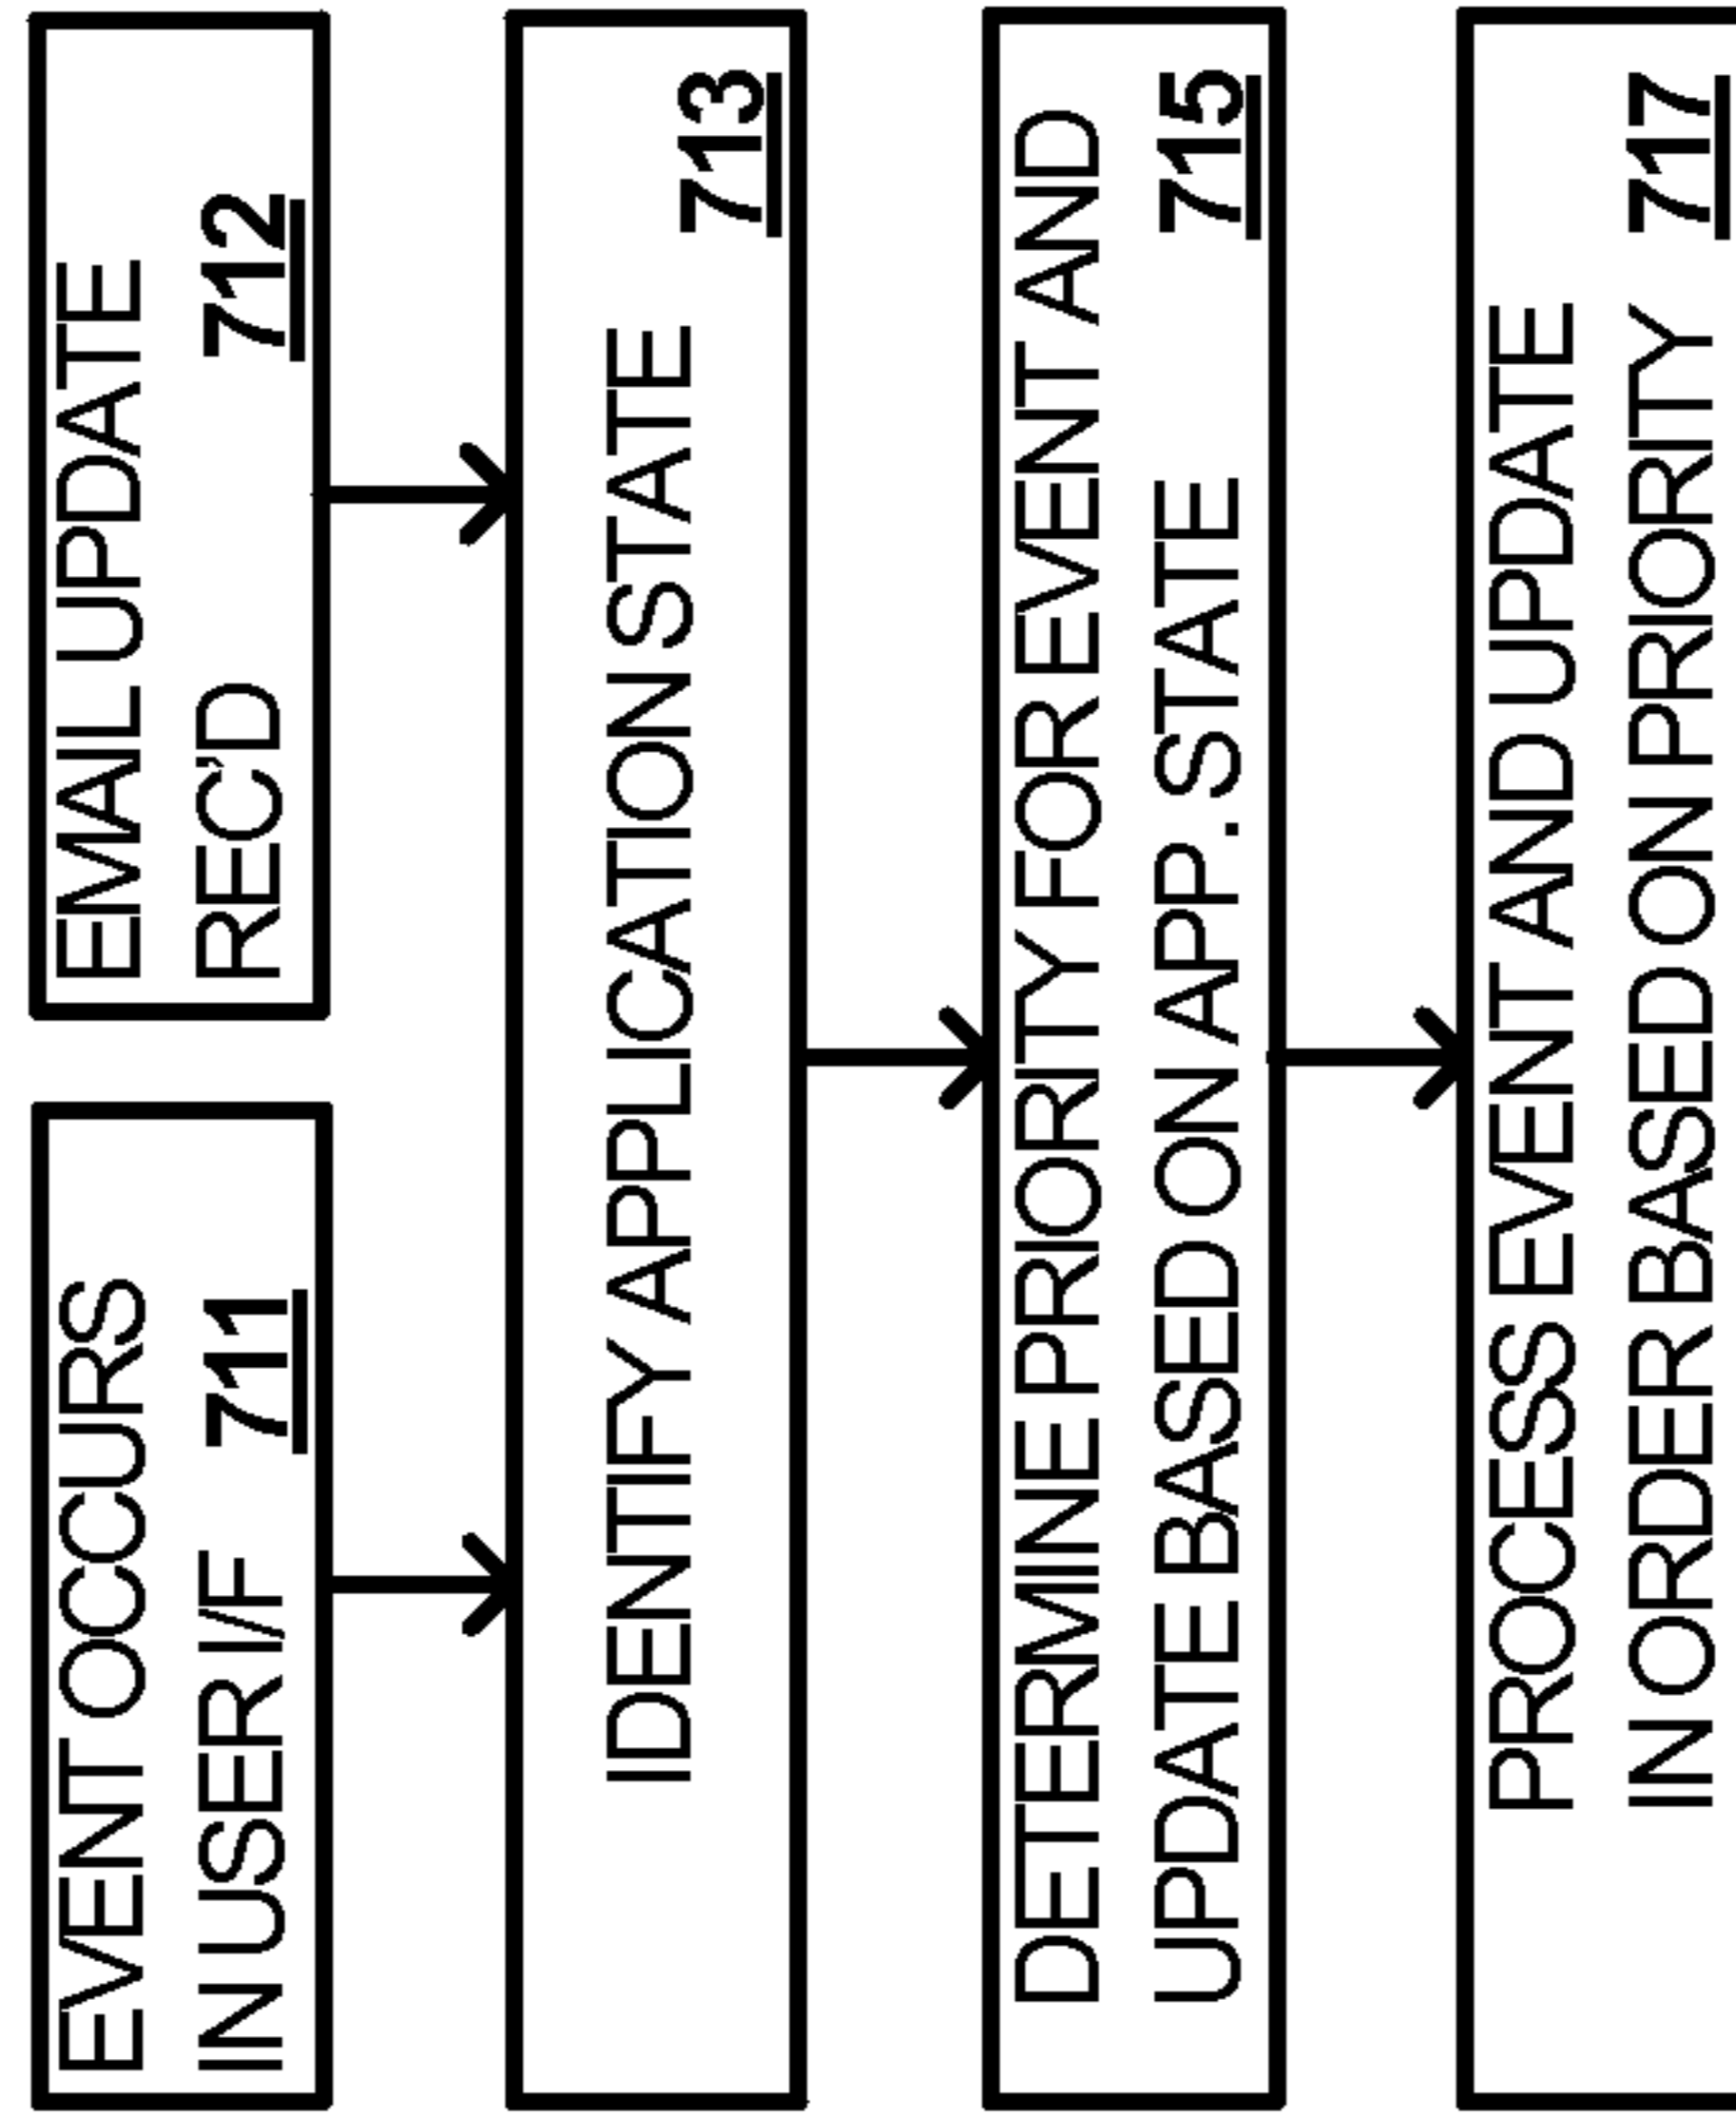 EVENT OCCURS
IN USER I/F 711
EMAIL UPDATE
REC'D 712
IDENTIFY APPLICATION STATE
713
DETERMINE PRIORITY FOR EVENT AND
UPDATE BASED ON APP. STATE 715
PROCESS EVENT AND UPDATE
IN ORDER BASED ON PRIORITY 717